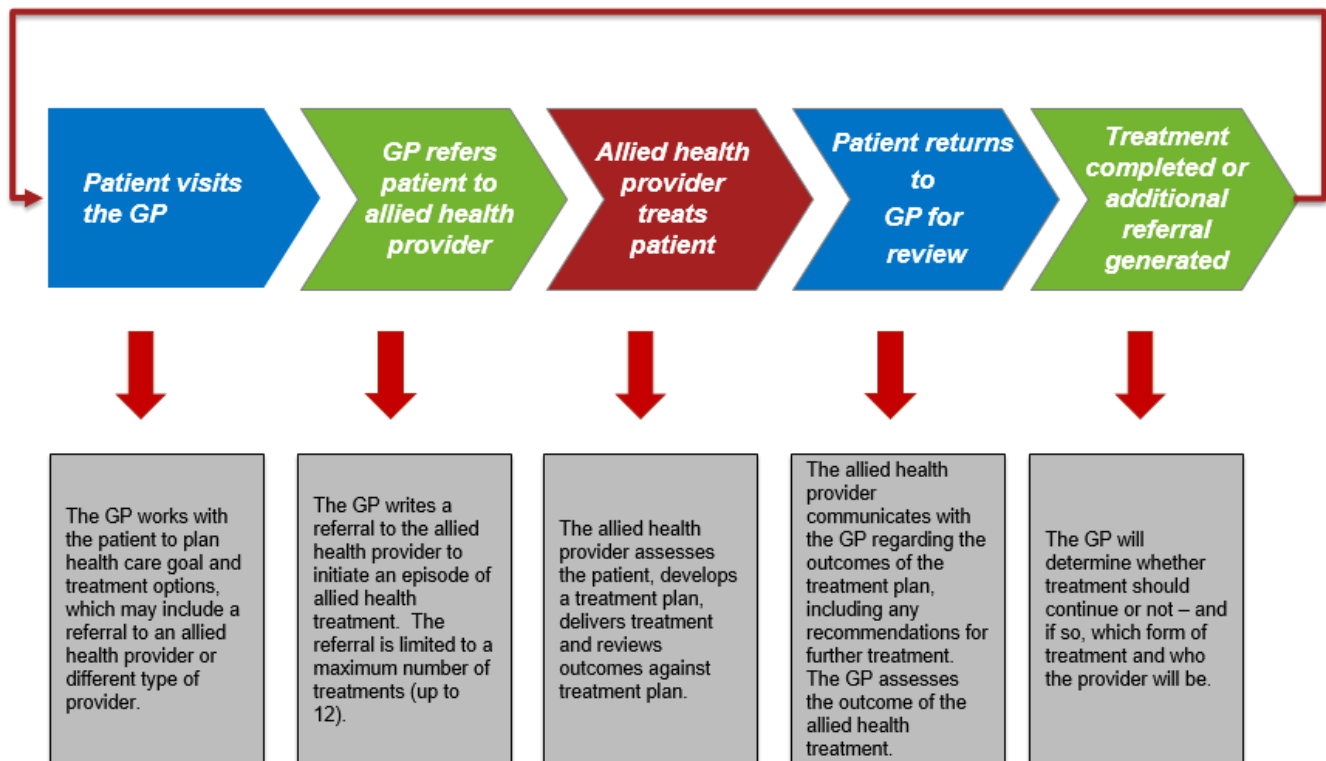 Patient visits
the GP
GP refers
patient to
allied health
provider
Allied health
provider
treats
patient
Patient returns
to
GP for
review
Treatment
completed or
additional
referral
generated
The GP works with
the patient to plan
health care goal and
treatment options,
which may include a
referral to an allied
health provider or
different type of
provider.
The GP writes a
referral to the allied
health provider to
initiate an episode of
allied health
treatment.  The
referral is limited to a
maximum number of
treatments (up to
12).
The allied health
provider assesses
the patient, develops
a treatment plan,
delivers treatment
and reviews
outcomes against
treatment plan.
The allied health
provider
communicates with
the GP regarding the
outcomes of the
treatment plan,
including any
recommendations for
further treatment.
The GP assesses
the outcome of the
allied health
treatment.
The GP will
determine whether
treatment should
continue or not – and
if so, which form of
treatment and who
the provider will be.